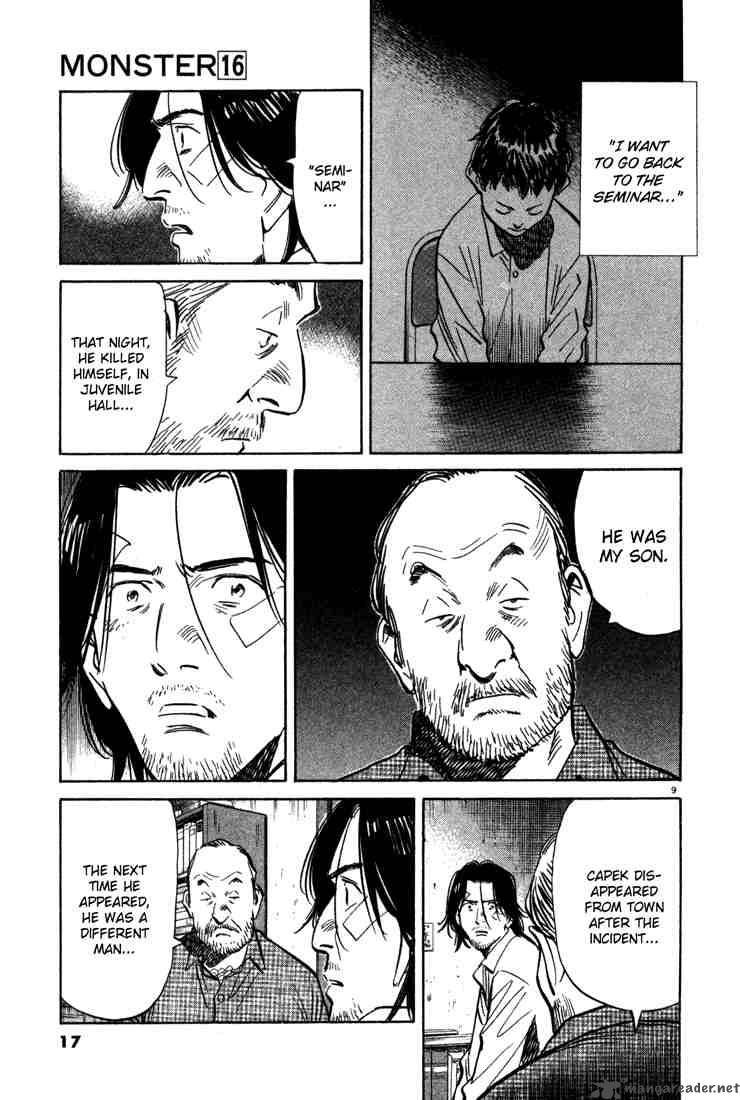 MONSTER 16
"I WANT
TO GO BACK
TO THE
SEMINAR..."
"SEMI-
NAR"
...
THAT NIGHT,
HE KILLED
HIMSELF, IN
JUVENILE
HALL...
HE WAS
MY SON.
9
CAPEK DIS-
APPEARED
FROM TOWN
AFTER THE
INCIDENT...
THE NEXT
TIME HE
APPEARED,
HE WAS A
DIFFERENT
MAN...
17
mangareader.net